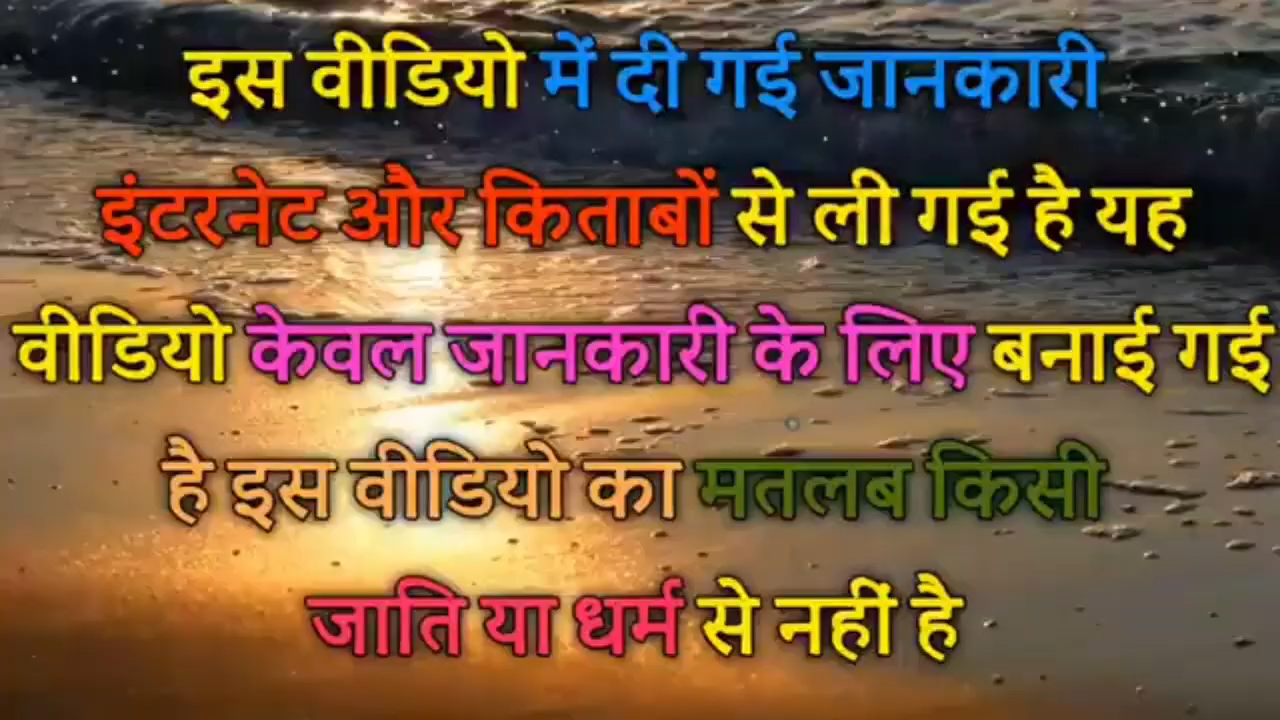 इस वीडियो में दी गई जानकारी
इंटरनेट और किताबों से ली गई है यह
वीडियो केवल जानकारी के लिए बनाई गई
है इस वीडियो का मतलब किसी
जाति या धर्म से नहीं है